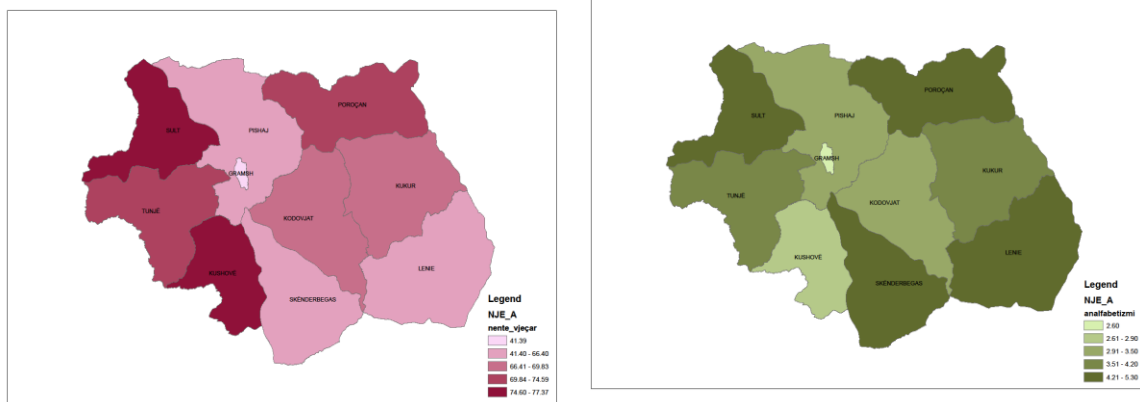 POROÇAN
SULT
PISHAJ
GRAMSH
KUKUR
TUNJË
KODOVJAT
KUSHOVË
LENIE
SKËNDERBEGAS
Legend
NJE_A
nente_vjeçar
41.39
41.40 - 66.40
66.41 - 69.83
69.84 - 74.59
74.60 - 77.37
POROÇAN
SULT
PISHAJ
GRAMSH
KUKUR
TUNJË
KODOVJAT
KUSHOVË
LENIE
SKËNDERBEGAS
Legend
NJE_A
analfabetizmi
2.60
2.61 - 2.90
2.91 - 3.50
3.51 - 4.20
4.21 - 5.30